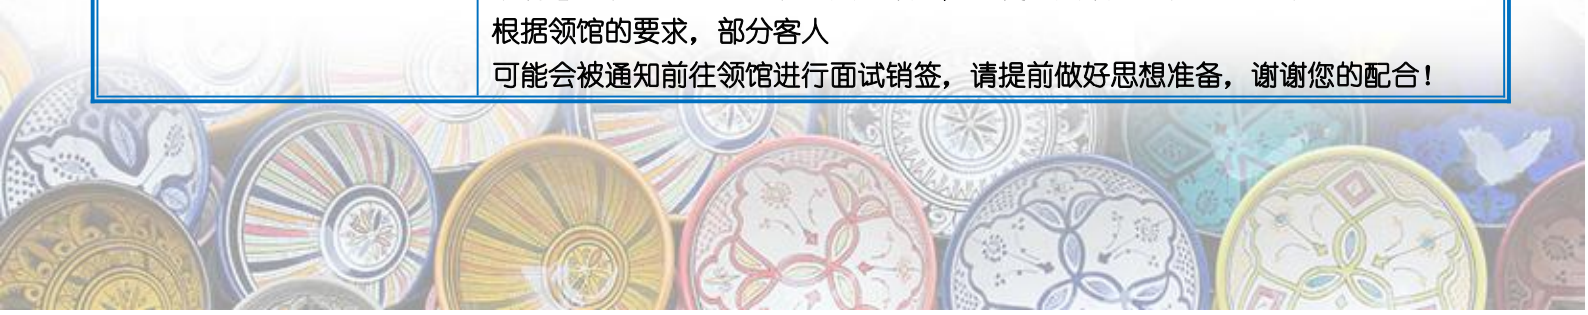 根据领馆的要求，部分客人
可能会被通知前往领馆进行面试销签，请提前做好思想准备，谢谢您的配合！